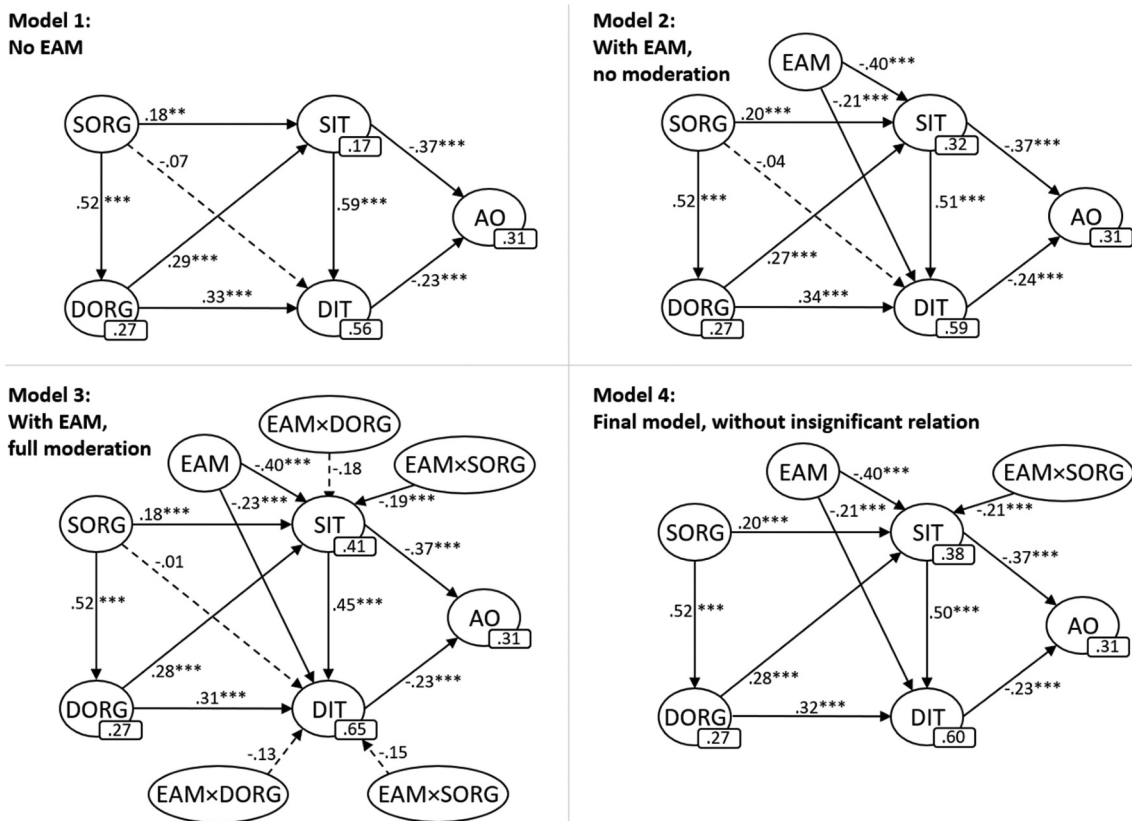 Model 1:
No EAM
SORG
.18**
SIT
.17
-.07
-.37***
.52***
.59***
AO
.31
.29***
-.23***
DORG
.27
.33***
DIT
.56
Model 2:
With EAM,
no moderation
EAM
-.40***
-.21***
SORG
.20***
SIT
.32
-.04
-.37***
.52***
.51***
AO
.31
.27***
-.24***
DORG
.27
.34***
DIT
.59
Model 3:
With EAM,
full moderation
EAM×DORG
EAM
-.40***
-.18
EAM×SORG
-.23***
-.19***
SORG
.18***
SIT
.41
-.01
-.37***
.52***
.45***
AO
.31
.28***
-.23***
DORG
.27
.31***
DIT
.65
-.13
-.15
EAM×DORG
EAM×SORG
Model 4:
Final model, without insignificant relation
EAM
-.40***
EAM×SORG
-.21***
-.21***
SORG
.20***
SIT
.38
-.37***
.52***
.50***
AO
.31
.28***
-.23***
DORG
.27
.32***
DIT
.60